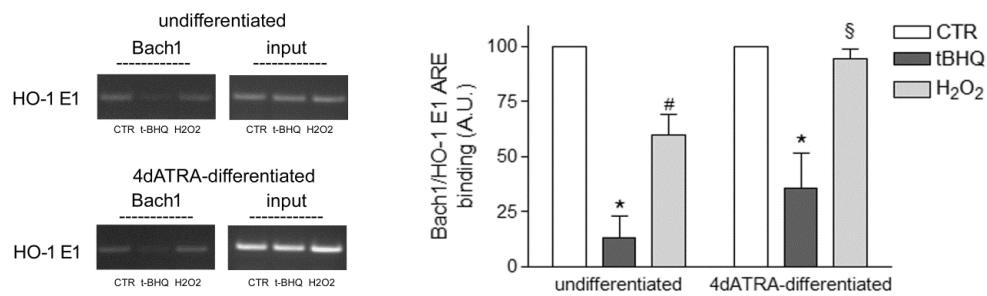 undifferentiated
Bach1 input
HO-1 E1
CTR t-BHQ H2O2 CTR t-BHQ H2O2
4dATRA-differentiated
Bach1 input
HO-1 E1
CTR t-BHQ H2O2 CTR t-BHQ H2O2
Bach1/HO-1 E1 ARE
binding (A.U.)
100
75
50
25
0
*
#
*
§
CTR
tBHQ
H₂O₂
undifferentiated 4dATRA-differentiated